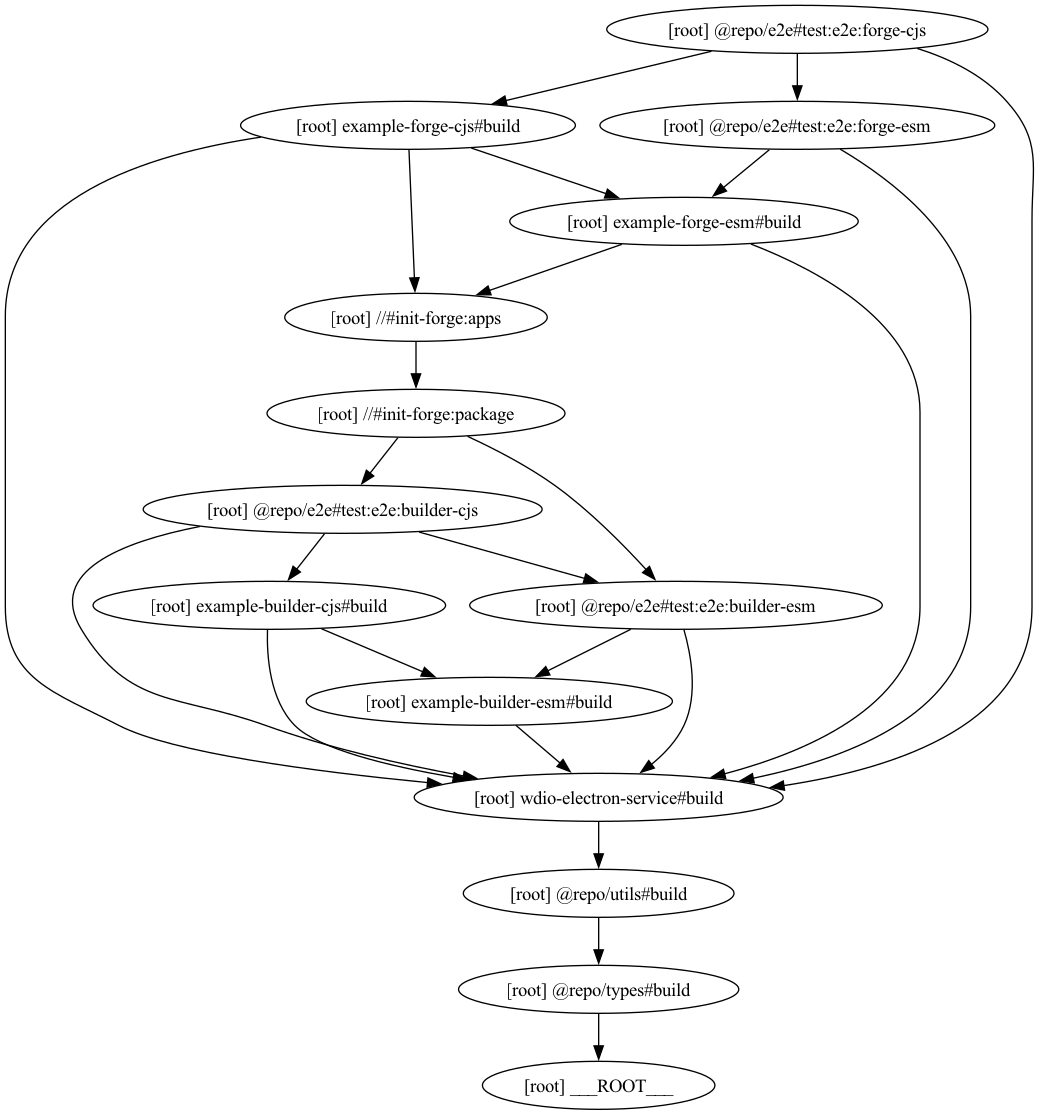 [root] @repo/e2e#test:e2e:forge-cjs
[root] example-forge-cjs#build
[root] @repo/e2e#test:e2e:forge-esm
[root] example-forge-esm#build
[root] //#init-forge:apps
[root] //#init-forge:package
[root] @repo/e2e#test:e2e:builder-cjs
[root] example-builder-cjs#build
[root] @repo/e2e#test:e2e:builder-esm
[root] example-builder-esm#build
[root] wdio-electron-service#build
[root] @repo/utils#build
[root] @repo/types#build
[root] ___ROOT___